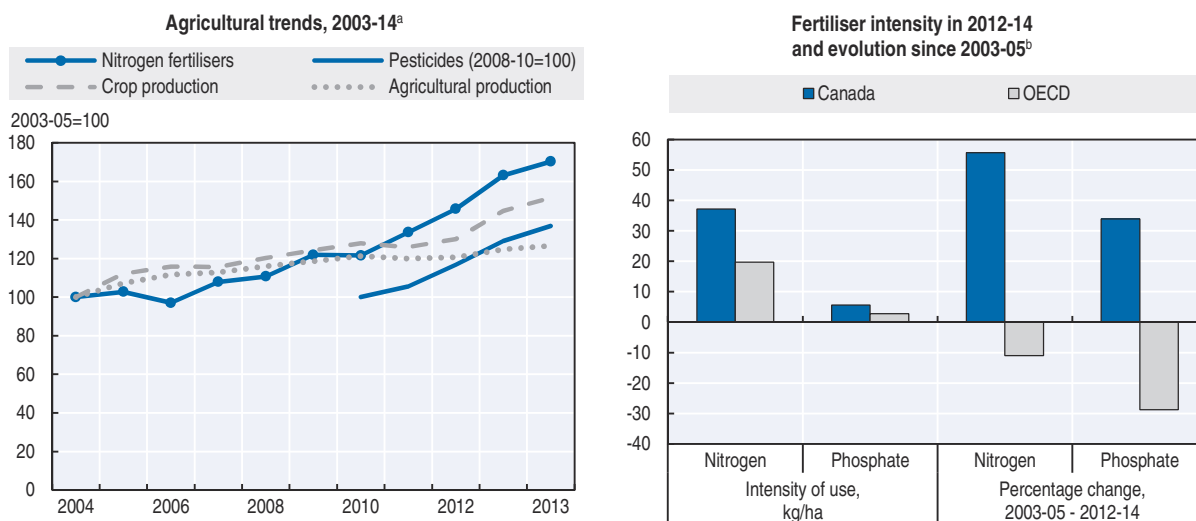 Agricultural trends, 2003-14a
Nitrogen fertilisers
Pesticides (2008-10=100)
Crop production
Agricultural production
2003-05=100
180
160
140
120
100
80
60
40
20
0
2004
2006
2008
2010
2012
2013
Fertiliser intensity in 2012-14
and evolution since 2003-05b
Canada
OECD
60
50
40
30
20
10
0
-10
-20
-30
-40
Nitrogen
Phosphate
Nitrogen
Phosphate
Intensity of use,
kg/ha
Percentage change,
2003-05 - 2012-14